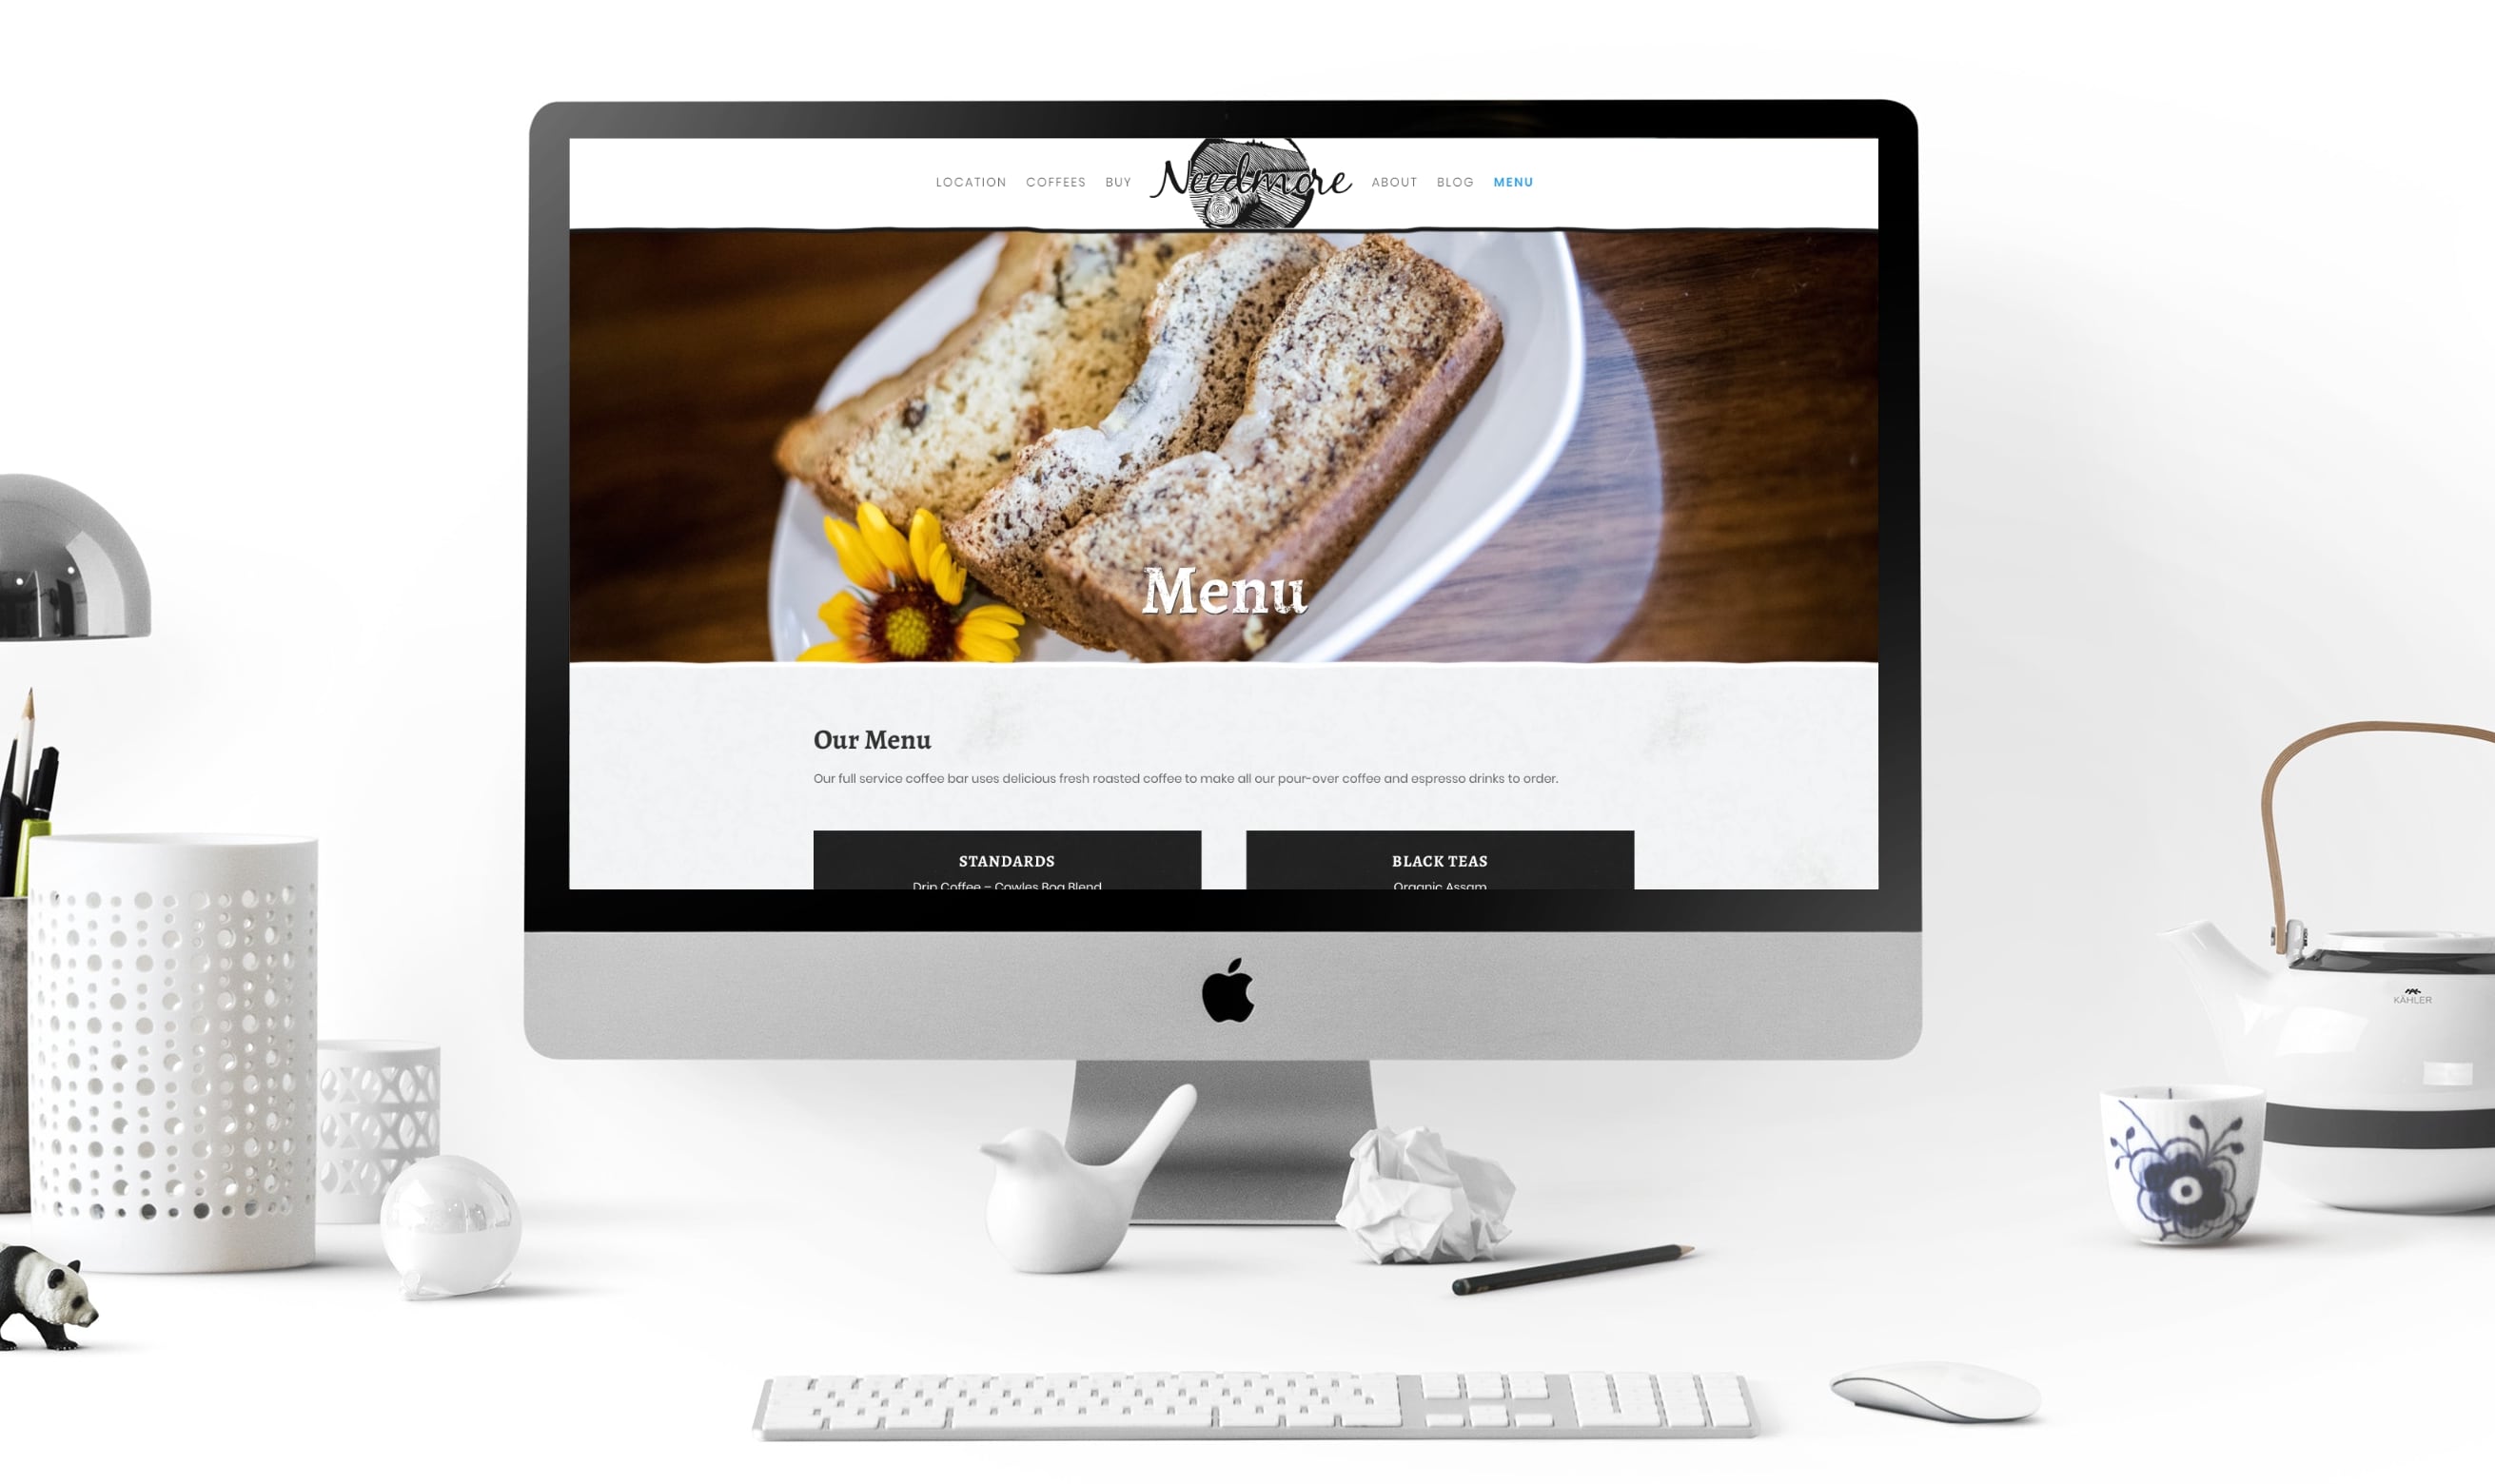 LOCATION COFFEES BUY Needmore ABOUT BLOG MENU
Menu
Our Menu
Our full service coffee bar uses delicious fresh roasted coffee to make all our pour-over coffee and espresso drinks to order.
STANDARDS
Drip Coffee – Cowles Bog Blend
BLACK TEAS
Organic Assam
KÄHLER